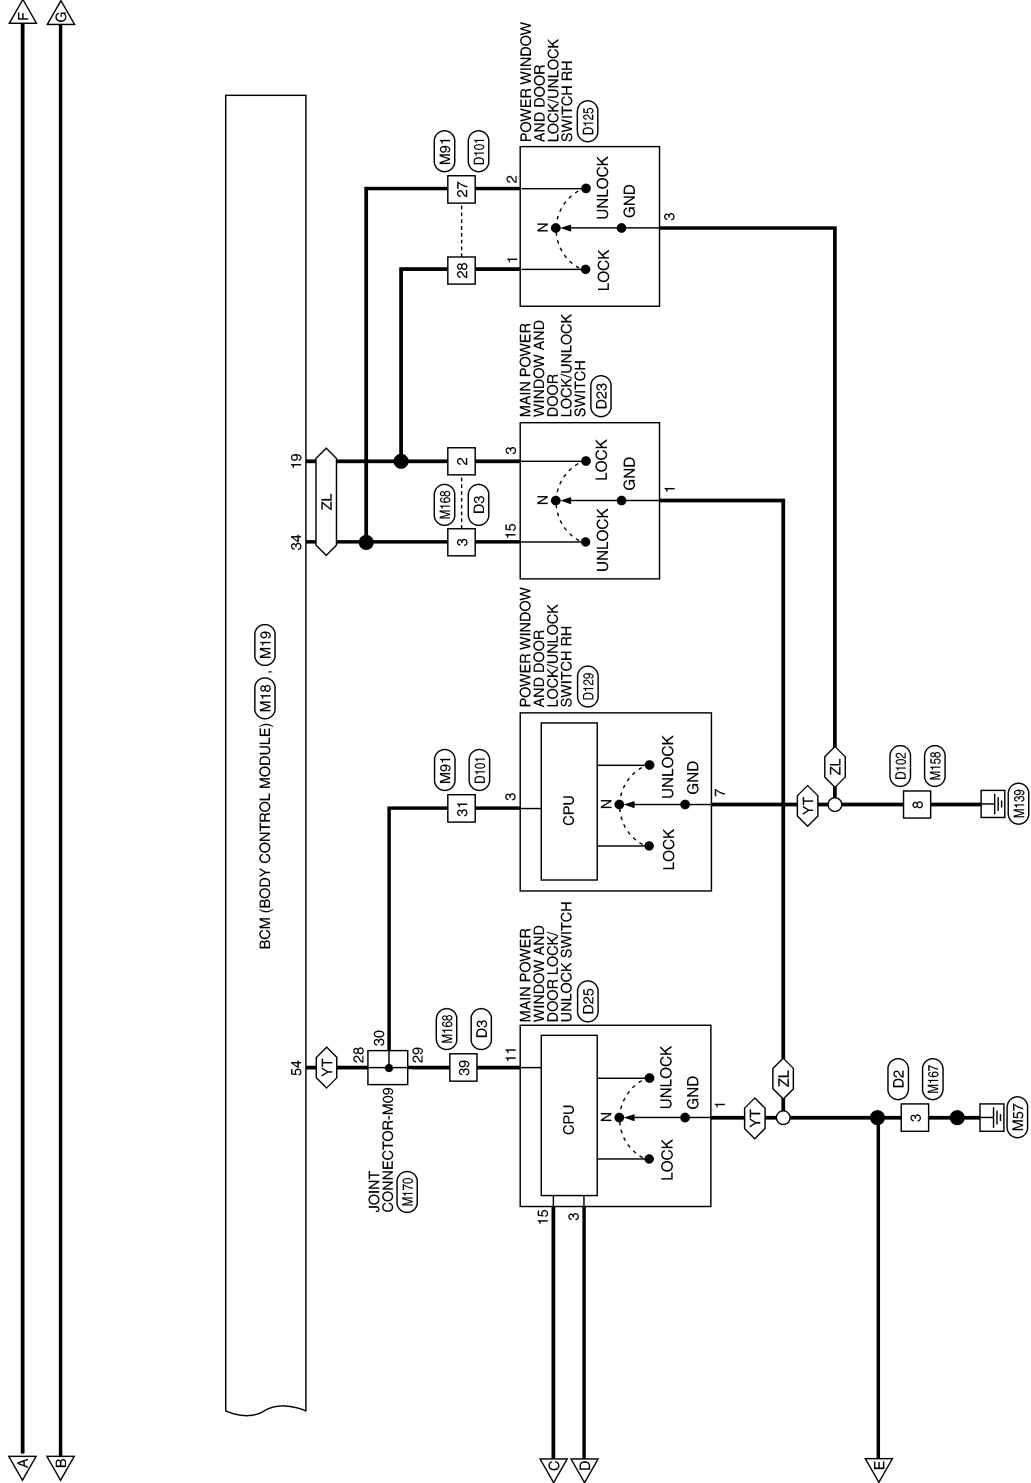 A
B
F
G
BCM (BODY CONTROL MODULE) M18 , M19
54
34
19
YT
ZL
28
30
29
JOINT
CONNECTOR-M09
M170
39
M168
D3
31
M91
D101
3
M168
D3
2
28
27
M91
D101
11
MAIN POWER
WINDOW AND
DOOR LOCK/
UNLOCK SWITCH
D25
CPU
N
LOCK
UNLOCK
GND
15
3
1
3
POWER WINDOW
AND DOOR
LOCK/UNLOCK
SWITCH RH
D129
CPU
N
LOCK
UNLOCK
GND
7
15
3
MAIN POWER
WINDOW AND
DOOR
LOCK/UNLOCK
SWITCH
D23
N
UNLOCK
LOCK
GND
1
1
2
POWER WINDOW
AND DOOR
LOCK/UNLOCK
SWITCH RH
D125
N
LOCK
UNLOCK
GND
3
C
D
YT
ZL
YT
ZL
E
3
D2
M167
M57
8
D102
M158
M139